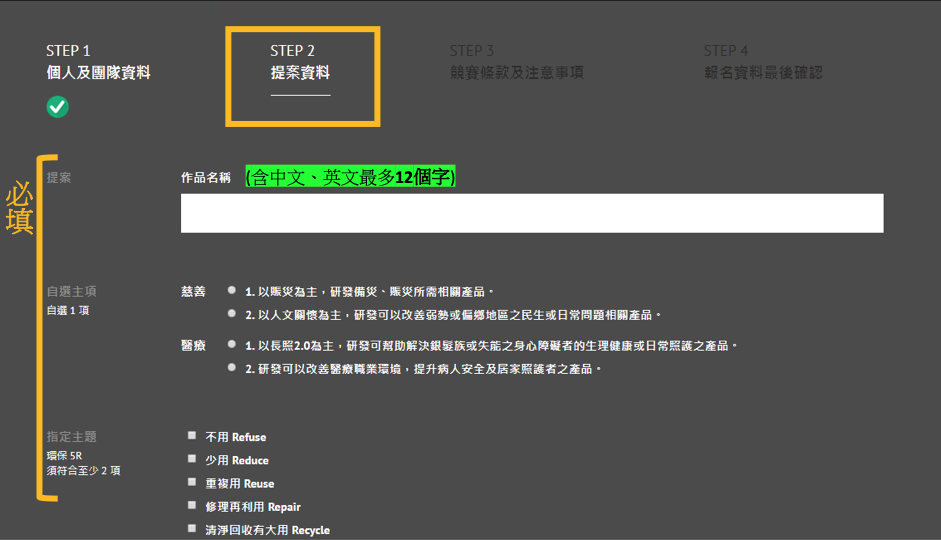 STEP 1
個人及團隊資料
STEP 2
提案資料
STEP 3
競賽條款及注意事項
STEP 4
報名資料最後確認
必填
提案
作品名稱 (含中文、英文最多12個字)
自選主項
自選 1 項
慈善 1. 以賑災為主，研發備災、賑災所需相關產品。
2. 以人文關懷為主，研發可以改善弱勢或偏鄉地區之民生或日常問題相關產品。
醫療 1. 以長照2.0為主，研發可幫助解決銀髮族或失能之身心障礙者的生理健康或日常照護之產品。
2. 研發可以改善醫療職業環境，提升病人安全及居家照護者之產品。
指定主題
環保 5R
須符合至少 2 項
不用 Refuse
少用 Reduce
重複用 Reuse
修理再利用 Repair
清淨回收有大用 Recycle